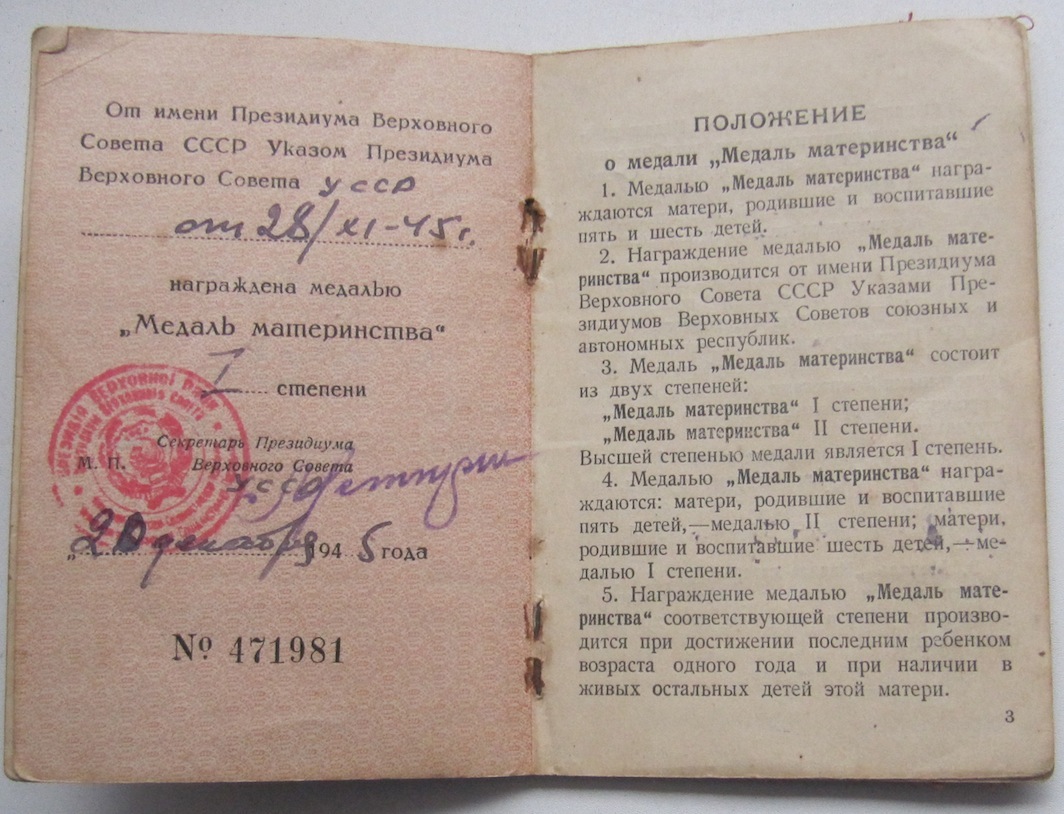 От имени Президиума Верховного
Совета СССР Указом Президиума
Верховного Совета УССР
от 28/XI-45 г.
награждена медалью
„Медаль материнства“
I степени
Секретарь Президиума
М. П. Верховного Совета
УССР
„20 декабря 1945 года
№ 471981
ПОЛОЖЕНИЕ
о медали „Медаль материнства“
1. Медалью „Медаль материнства“ награ-
ждаются матери, родившие и воспитавшие
пять и шесть детей.
2. Награждение медалью „Медаль мате-
ринства“ производится от имени Президиума
Верховного Совета СССР Указами Пре-
зидиумов Верховных Советов союзных и
автономных республик.
3. Медаль „Медаль материнства“ состоит
из двух степеней:
„Медаль материнства“ I степени;
„Медаль материнства“ II степени.
Высшей степенью медали является I степень.
4. Медалью „Медаль материнства“ награ-
ждаются: матери, родившие и воспитавшие
пять детей,—медалью II степени; матери,
родившие и воспитавшие шесть детей,—ме-
далью I степени.
5. Награждение медалью „Медаль мате-
ринства“ соответствующей степени произво-
дится при достижении последним ребенком
возраста одного года и при наличии в
живых остальных детей этой матери.
3